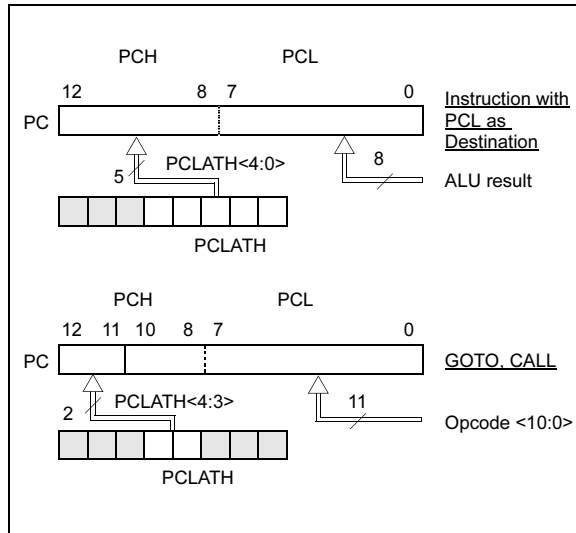 PCH PCL
12 8 7 0
PC
Instruction with
PCL as
Destination
5 PCLATH<4:0>
8
ALU result
PCLATH
PCH PCL
12 11 10 8 7 0
PC
GOTO, CALL
2 PCLATH<4:3>
11
Opcode <10:0>
PCLATH